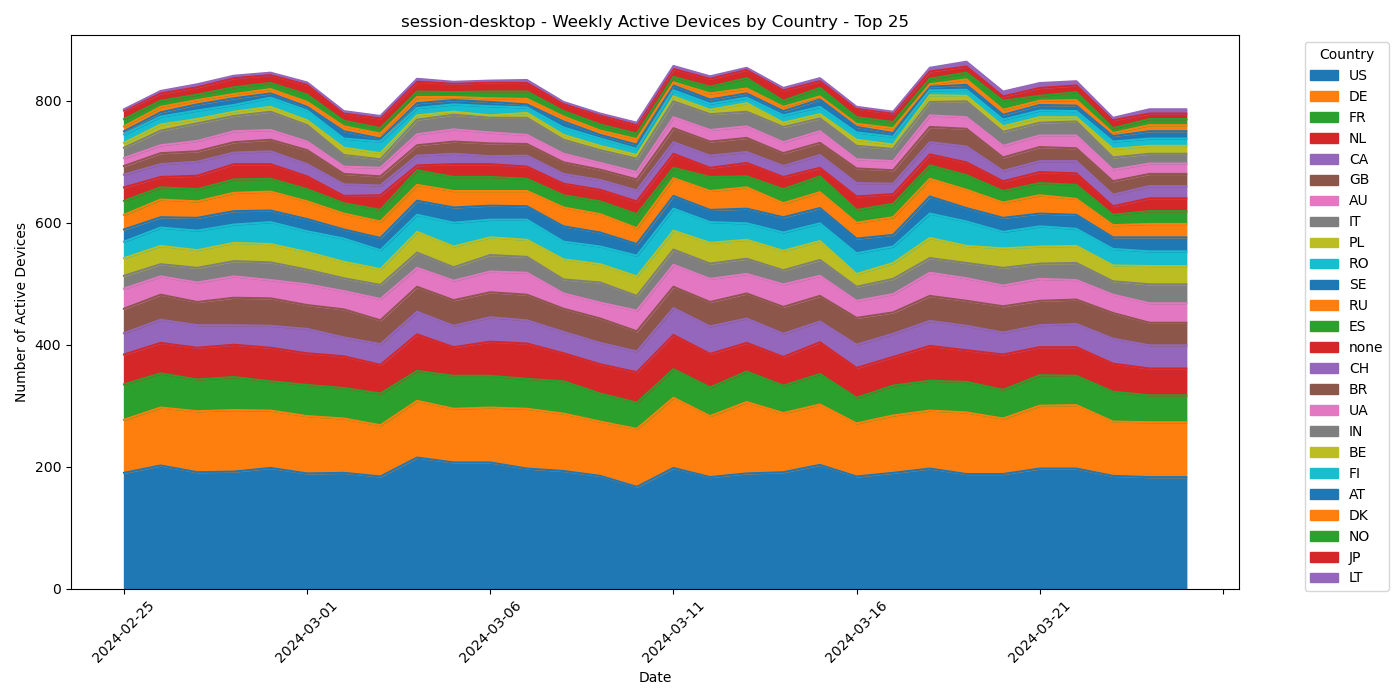 session-desktop - Weekly Active Devices by Country - Top 25
Number of Active Devices
800
600
400
200
0
2024-02-25
2024-03-01
2024-03-06
2024-03-11
2024-03-16
2024-03-21
Date
Country
US
DE
FR
NL
CA
GB
AU
IT
PL
RO
SE
RU
ES
none
CH
BR
UA
IN
BE
FI
AT
DK
NO
JP
LT